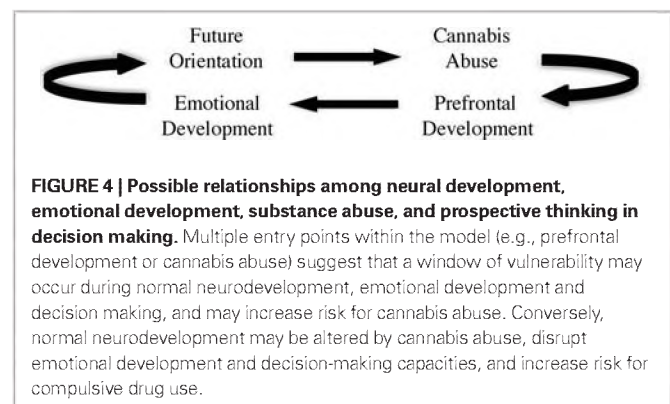 Future Orientation
Cannabis Abuse
Emotional Development
Prefrontal Development
FIGURE 4 | Possible relationships among neural development,
emotional development, substance abuse, and prospective thinking in
decision making. Multiple entry points within the model (e.g., prefrontal
development or cannabis abuse) suggest that a window of vulnerability may
occur during normal neurodevelopment, emotional development and
decision making, and may increase risk for cannabis abuse. Conversely,
normal neurodevelopment may be altered by cannabis abuse, disrupt
emotional development and decision-making capacities, and increase risk for
compulsive drug use.